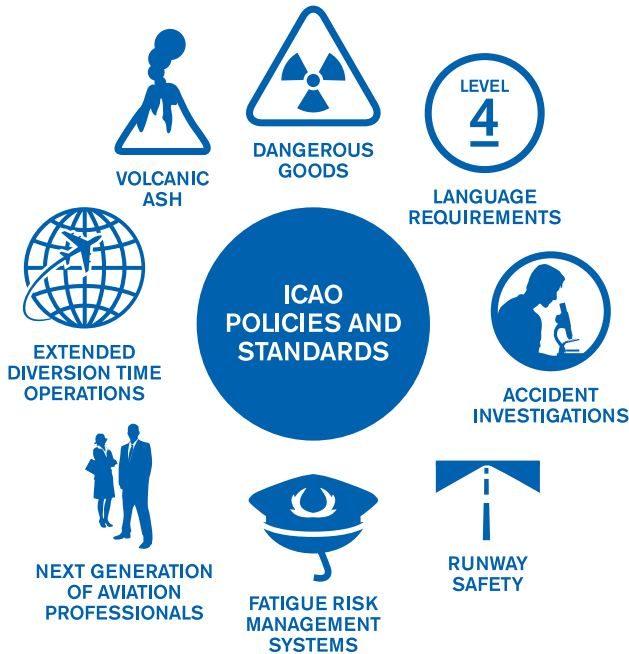 VOLCANIC
ASH
DANGEROUS
GOODS
LEVEL
4
LANGUAGE
REQUIREMENTS
ICAO
POLICIES AND
STANDARDS
EXTENDED
DIVERSION TIME
OPERATIONS
ACCIDENT
INVESTIGATIONS
NEXT GENERATION
OF AVIATION
PROFESSIONALS
FATIGUE RISK
MANAGEMENT
SYSTEMS
RUNWAY
SAFETY